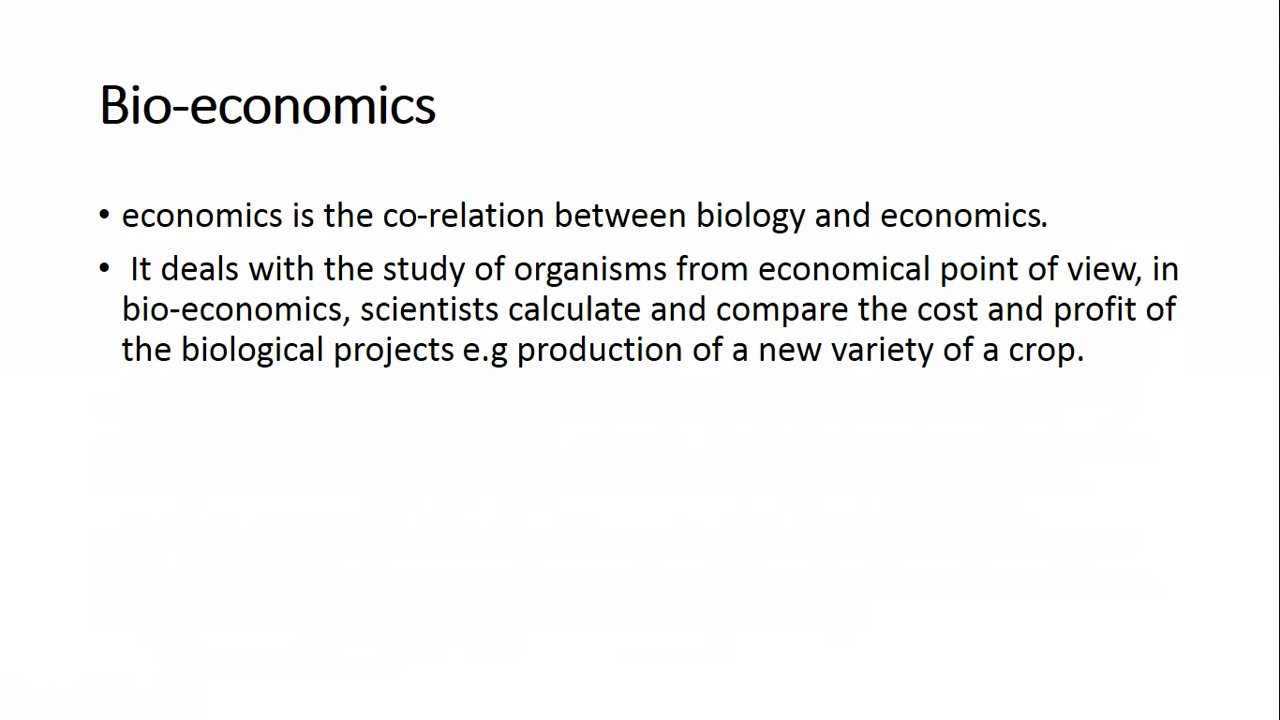 Bio-economics
• economics is the co-relation between biology and economics.
• It deals with the study of organisms from economical point of view, in
bio-economics, scientists calculate and compare the cost and profit of
the biological projects e.g production of a new variety of a crop.